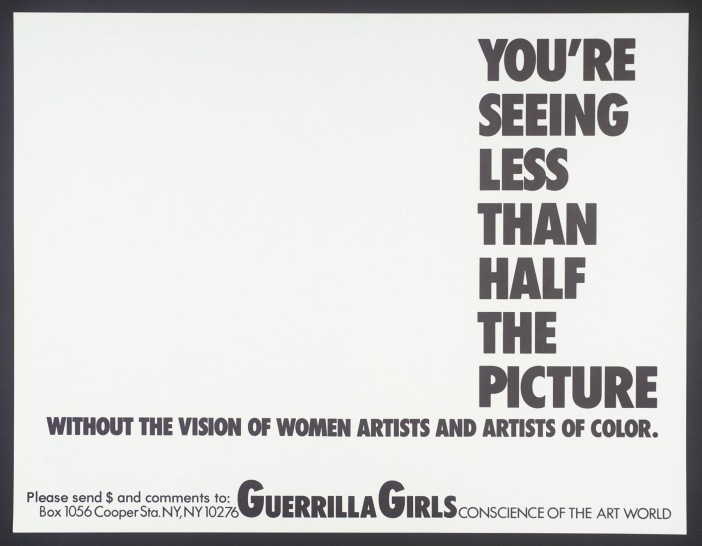 YOU'RE
SEEING
LESS
THAN
HALF
THE
PICTURE
WITHOUT THE VISION OF WOMEN ARTISTS AND ARTISTS OF COLOR.
Please send $ and comments to:
Box 1056 Cooper Sta. NY, NY 10276 GUERRILLA GIRLS CONSCIENCE OF THE ART WORLD